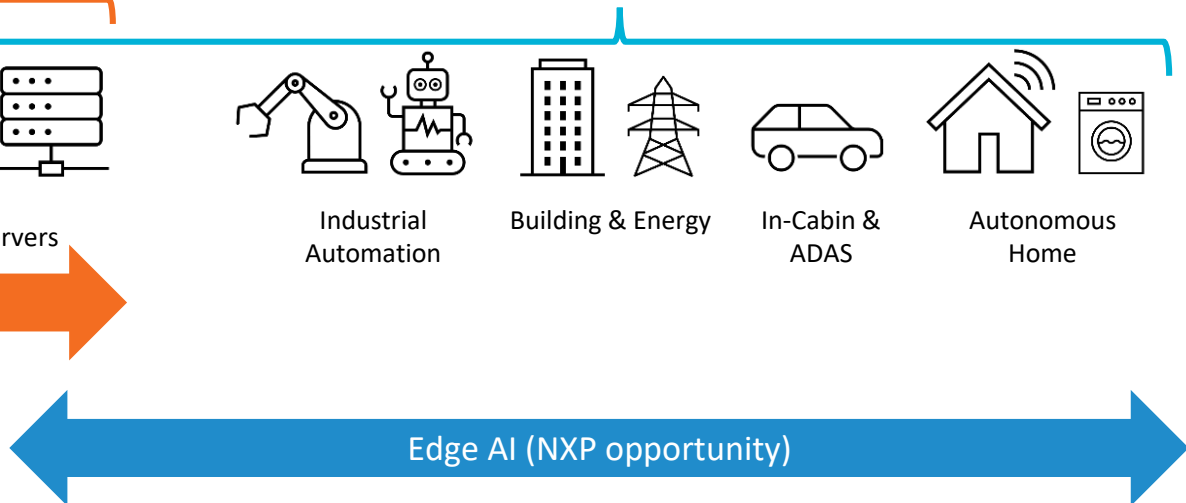 rvers
Industrial
Automation
Building & Energy
In-Cabin &
ADAS
Autonomous
Home
Edge AI (NXP opportunity)